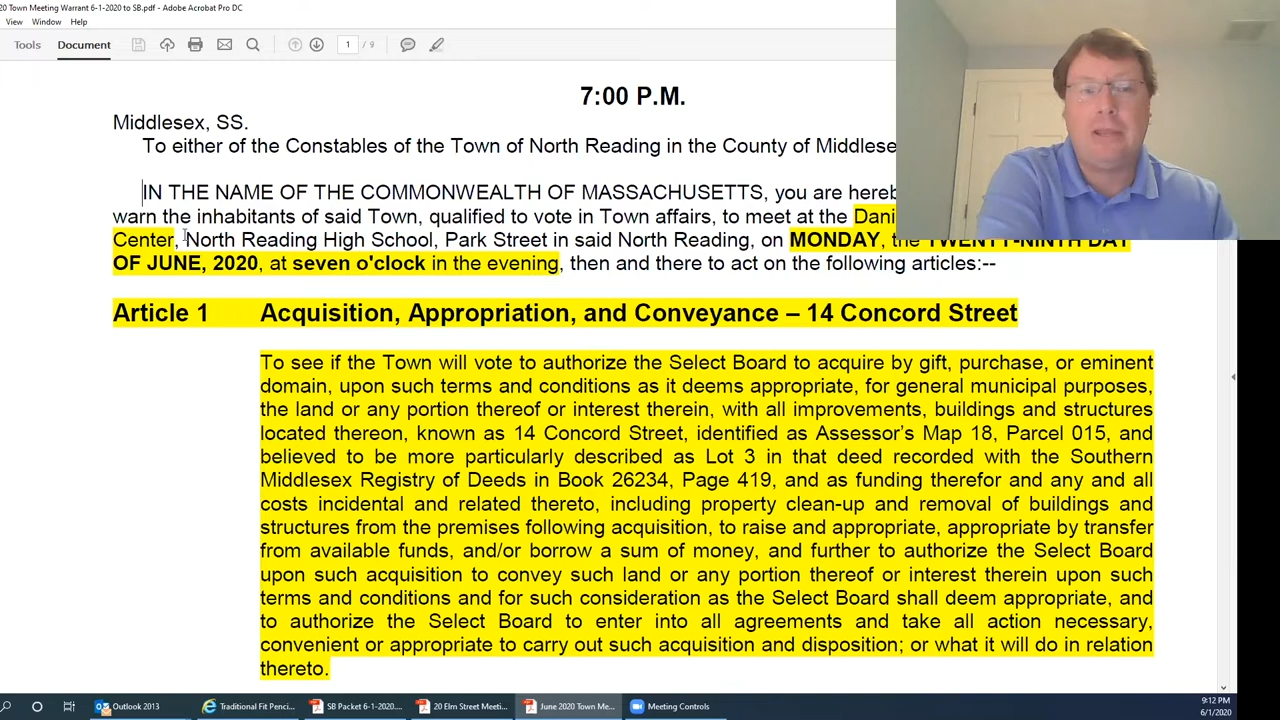 20 Town Meeting Warrant 6-1-2020 to SB.pdf - Adobe Acrobat Pro DC
View Window Help
Tools Document 1 / 9
7:00 P.M.
Middlesex, SS.
To either of the Constables of the Town of North Reading in the County of
IN THE NAME OF THE COMMONWEALTH OF MASSACHUSETTS, you are
warn the inhabitants of said Town, qualified to vote in Town affairs, to meet at the
Center, North Reading High School, Park Street in said North Reading, on MONDAY, the TWENTY-NINTH DAY
OF JUNE, 2020, at seven o'clock in the evening, then and there to act on the following articles:--
Article 1 Acquisition, Appropriation, and Conveyance – 14 Concord Street
To see if the Town will vote to authorize the Select Board to acquire by gift, purchase, or eminent
domain, upon such terms and conditions as it deems appropriate, for general municipal purposes,
the land or any portion thereof or interest therein, with all improvements, buildings and structures
located thereon, known as 14 Concord Street, identified as Assessor's Map 18, Parcel 015, and
believed to be more particularly described as Lot 3 in that deed recorded with the Southern
Middlesex Registry of Deeds in Book 26234, Page 419, and as funding therefor and any and all
costs incidental and related thereto, including property clean-up and removal of buildings and
structures from the premises following acquisition, to raise and appropriate, appropriate by transfer
from available funds, and/or borrow a sum of money, and further to authorize the Select Board
upon such acquisition to convey such land or any portion thereof or interest therein upon such
terms and conditions and for such consideration as the Select Board shall deem appropriate, and
to authorize the Select Board to enter into all agreements and take all action necessary,
convenient or appropriate to carry out such acquisition and disposition; or what it will do in relation
thereto.
Outlook 2013 Traditional Fit Penci... SB Packet 6-1-2020.... 20 Elm Street Meeti... June 2020 Town Me... Meeting Controls
9:12 PM
6/1/2020